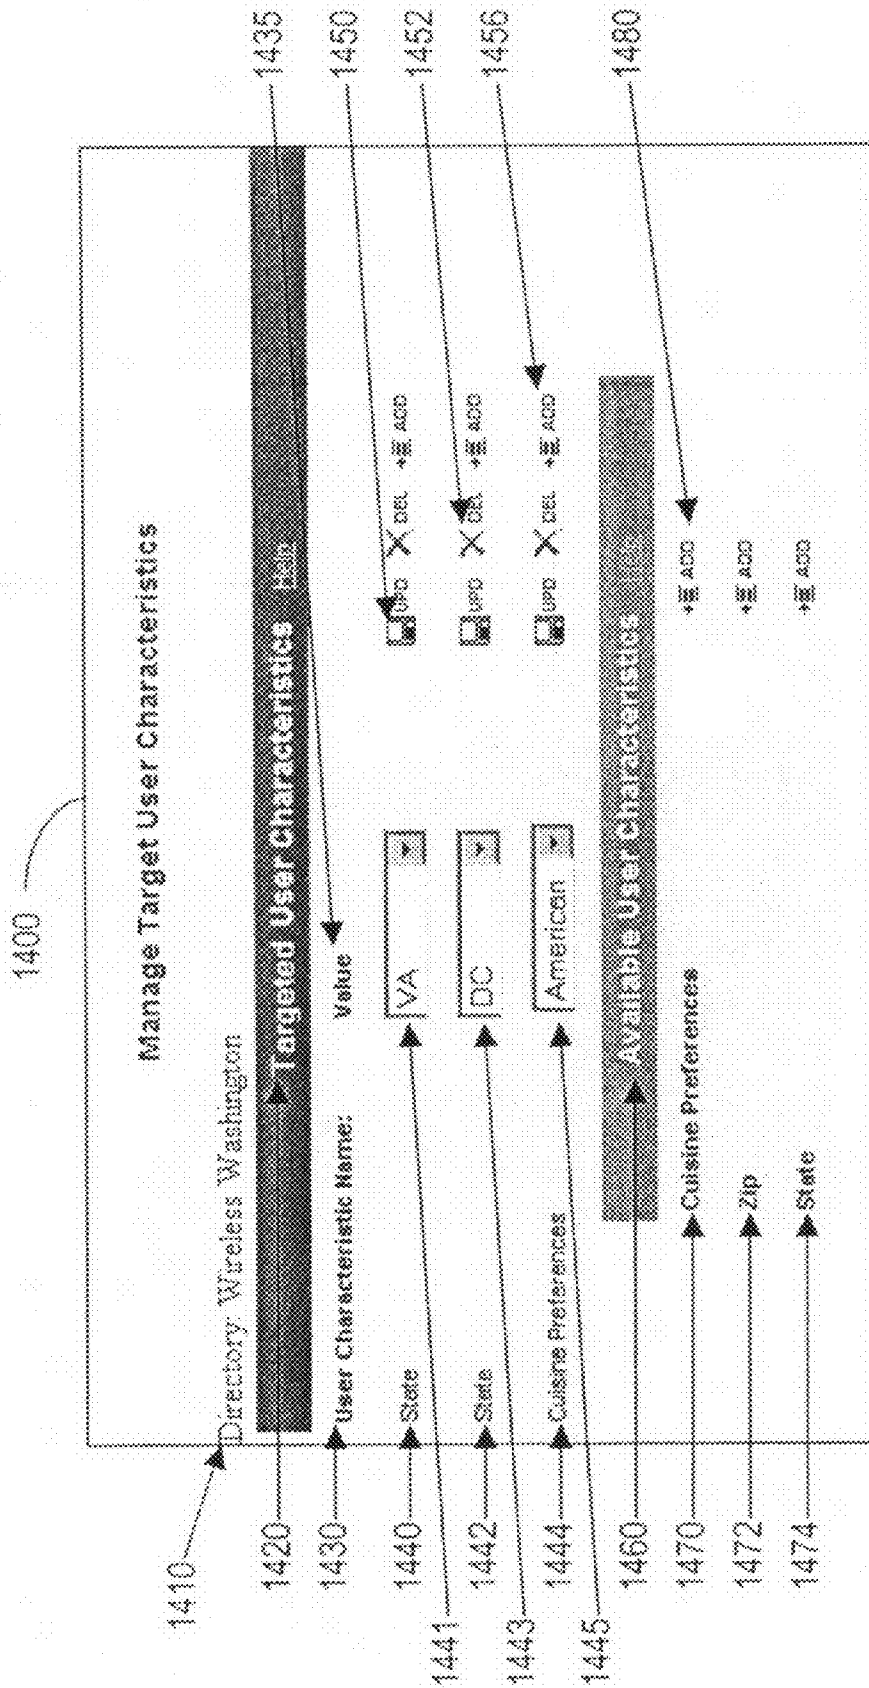 1400
Manage Target User Characteristics
1410 Directory Wireless Washington
1420 Targeted User Characteristics 1435
1430 User Characteristic Name: Value
1440 State VA UPD DEL ADD 1450
1441
1442 State DC UPD DEL ADD 1452
1443
1444 Cuisine Preferences American UPD DEL ADD 1456
1445
1460 Available User Characteristics
1470 Cuisine Preferences ADD 1480
1472 Zip ADD
1474 State ADD